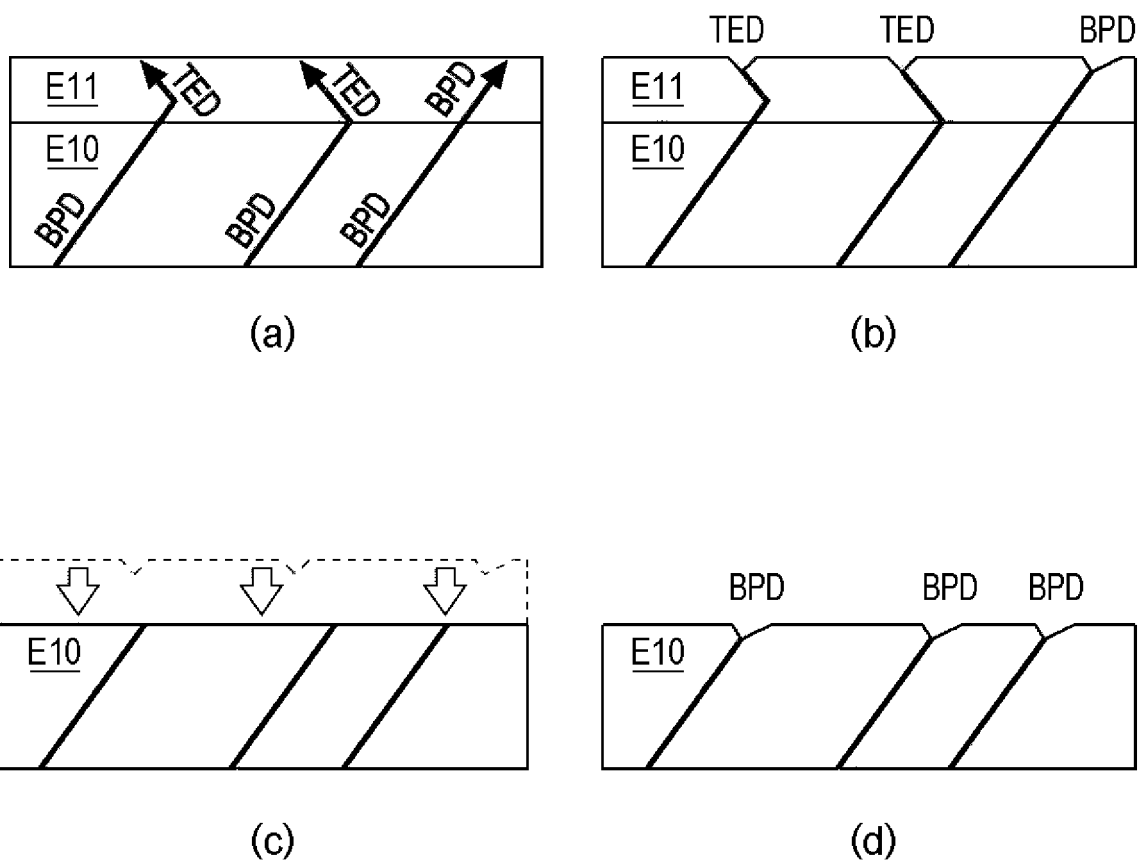 TED TED BPD
E11 TED TED BPD
E11
E10
E10
BPD BPD BPD
(a) (b)
BPD BPD BPD
E10 E10
(c) (d)